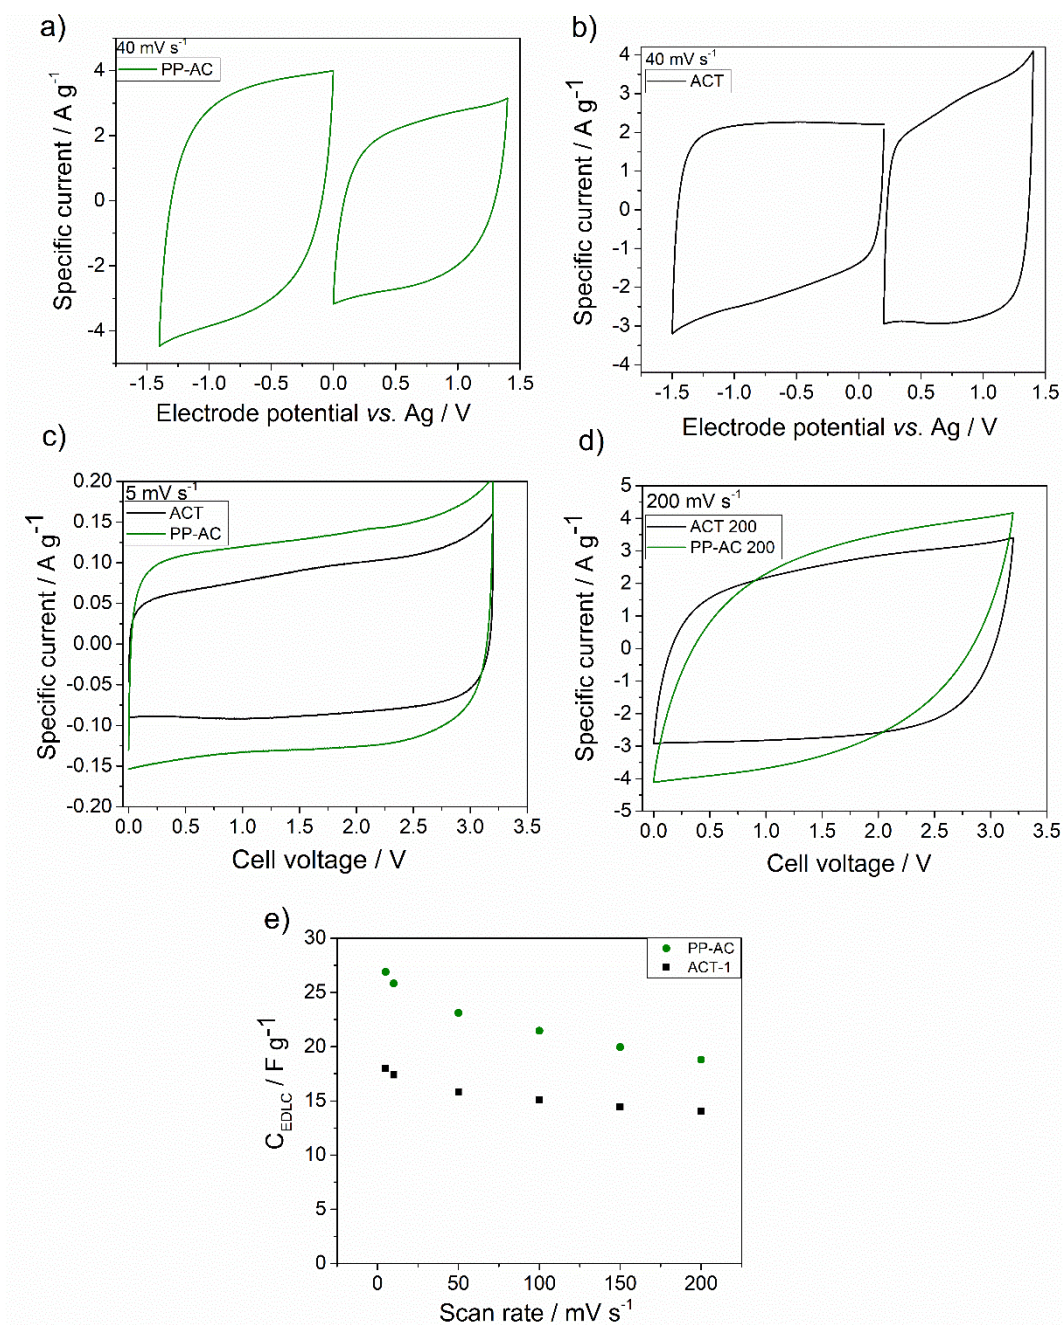 a)
40 mV s⁻¹
PP-AC
Specific current / A g⁻¹
4
2
0
-2
-4
-1.5 -1.0 -0.5 0.0 0.5 1.0 1.5
Electrode potential vs. Ag / V
b)
40 mV s⁻¹
ACT
Specific current / A g⁻¹
4
3
2
1
0
-1
-2
-3
-4
-1.5 -1.0 -0.5 0.0 0.5 1.0 1.5
Electrode potential vs. Ag / V
c)
5 mV s⁻¹
ACT
PP-AC
Specific current / A g⁻¹
0.20
0.15
0.10
0.05
0.00
-0.05
-0.10
-0.15
-0.20
0.0 0.5 1.0 1.5 2.0 2.5 3.0 3.5
Cell voltage / V
d)
200 mV s⁻¹
ACT 200
PP-AC 200
Specific current / A g⁻¹
5
4
3
2
1
0
-1
-2
-3
-4
-5
0.0 0.5 1.0 1.5 2.0 2.5 3.0 3.5
Cell voltage / V
e)
PP-AC
ACT-1
C_EDLC / F g⁻¹
30
25
20
15
10
5
0
0 50 100 150 200
Scan rate / mV s⁻¹